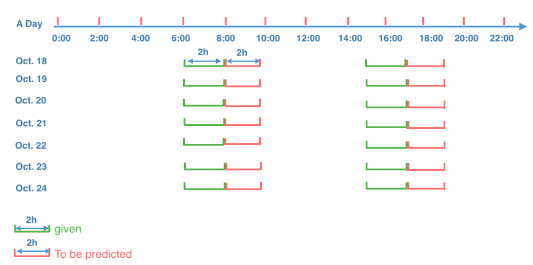 A Day
0:00 2:00 4:00 6:00 8:00 10:00 12:00 14:00 16:00 18:00 20:00 22:00
2h 2h
Oct. 18
Oct. 19
Oct. 20
Oct. 21
Oct. 22
Oct. 23
Oct. 24
2h
given
2h
To be predicted